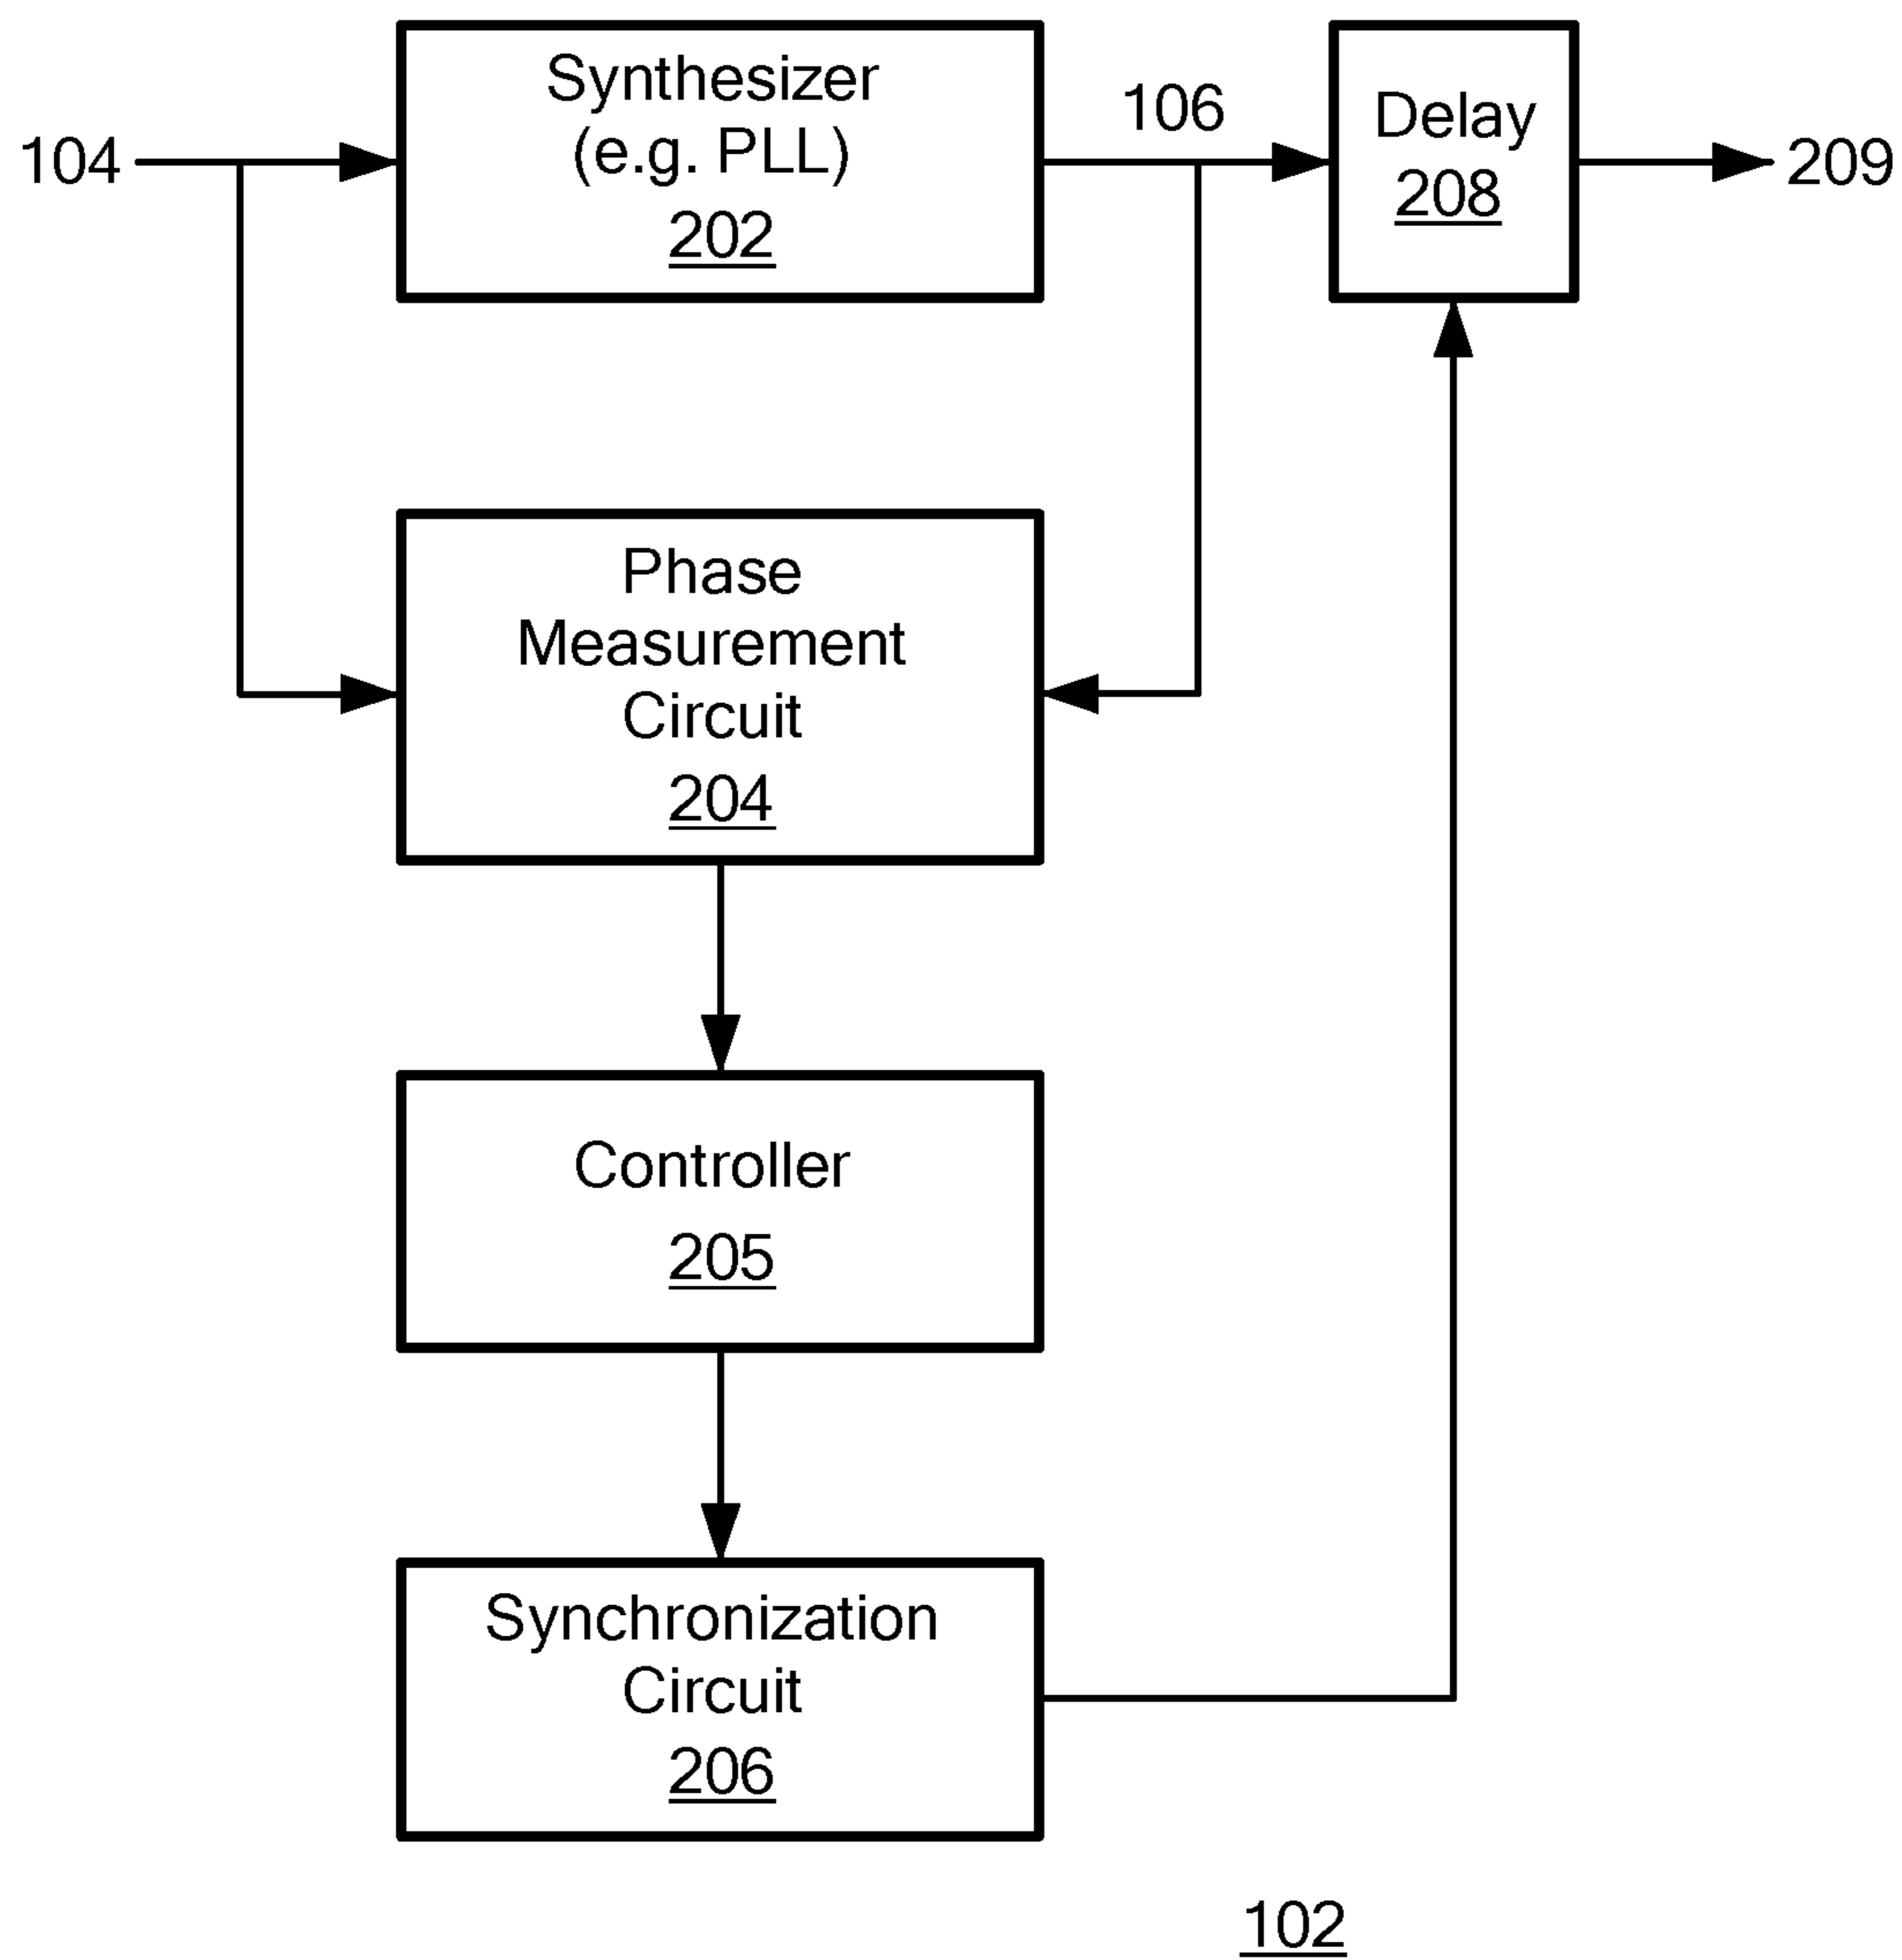 104
Synthesizer
(e.g. PLL)
202
106
Delay
208
209
Phase
Measurement
Circuit
204
Controller
205
Synchronization
Circuit
206
102